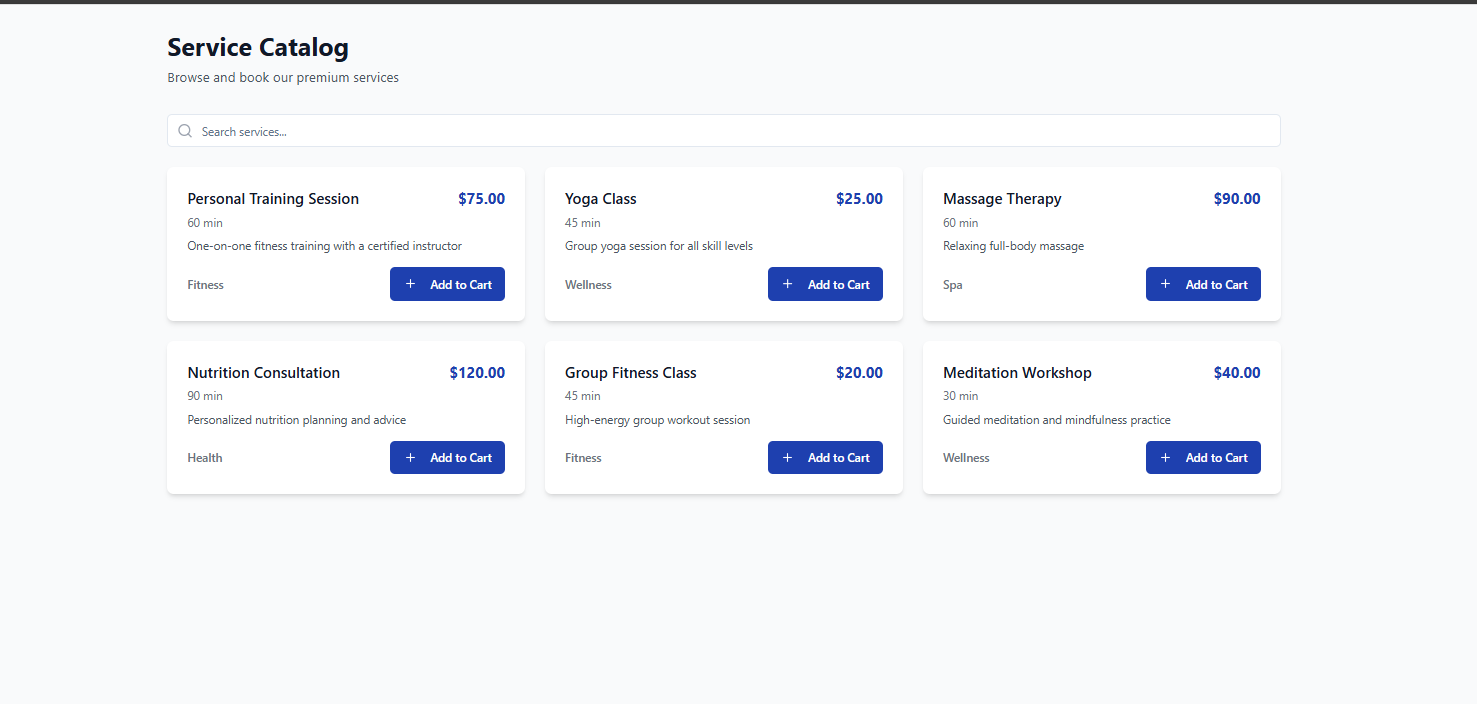 Service Catalog
Browse and book our premium services
Search services...
Personal Training Session $75.00
60 min
One-on-one fitness training with a certified instructor
Fitness + Add to Cart
Yoga Class $25.00
45 min
Group yoga session for all skill levels
Wellness + Add to Cart
Massage Therapy $90.00
60 min
Relaxing full-body massage
Spa + Add to Cart
Nutrition Consultation $120.00
90 min
Personalized nutrition planning and advice
Health + Add to Cart
Group Fitness Class $20.00
45 min
High-energy group workout session
Fitness + Add to Cart
Meditation Workshop $40.00
30 min
Guided meditation and mindfulness practice
Wellness + Add to Cart